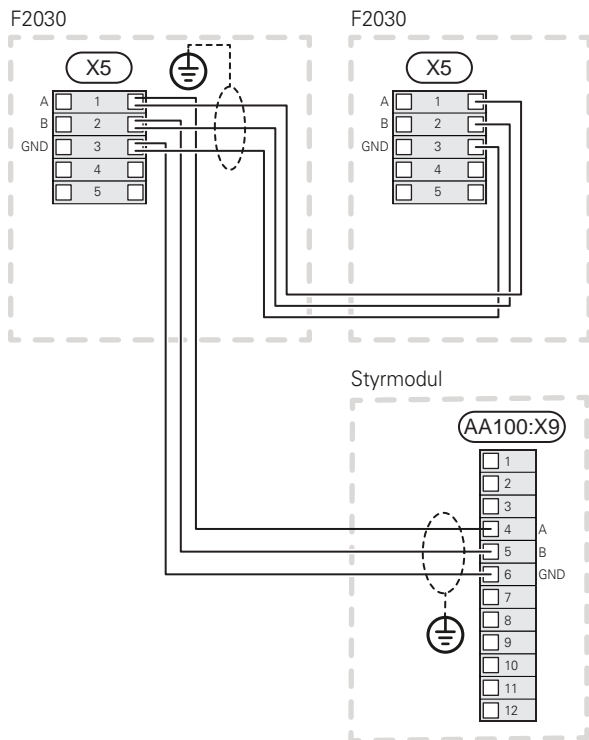 F2030
X5
A 1
B 2
GND 3
4
5
F2030
X5
A 1
B 2
GND 3
4
5
Styrmodul
AA100:X9
1
2
3
4 A
5 B
6 GND
7
8
9
10
11
12